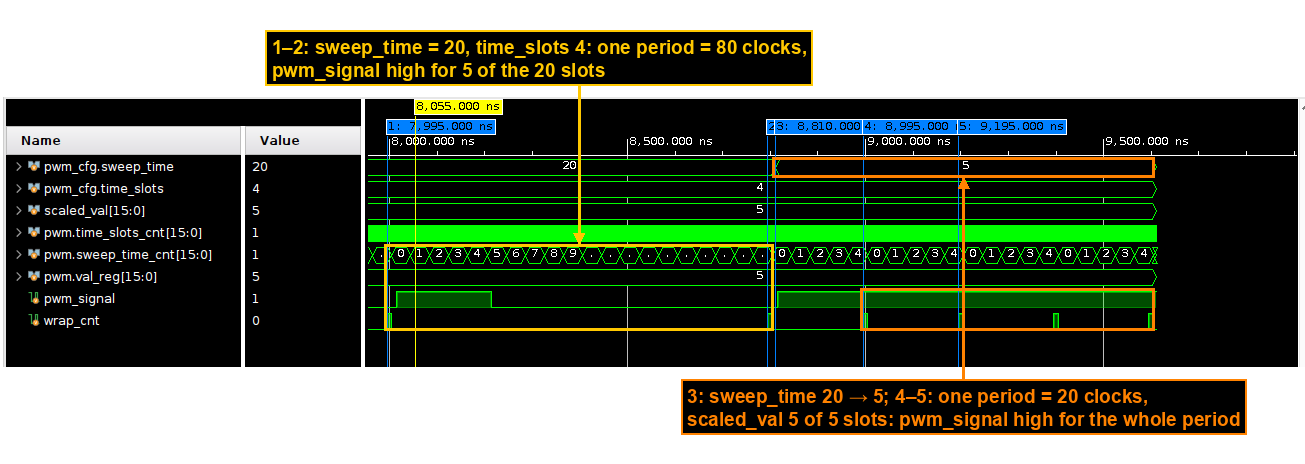 1–2: sweep_time = 20, time_slots 4: one period = 80 clocks,
pwm_signal high for 5 of the 20 slots
8,055.000 ns
1: 7,995.000 ns
3: 8,810.000
4: 8,995.000
5: 9,195.000 ns
Name
Value
8,000.000 ns
8,500.000 ns
9,000.000 ns
9,500.000 ns
pwm_cfg.sweep_time
20
20
5
pwm_cfg.time_slots
4
4
scaled_val[15:0]
5
5
pwm.time_slots_cnt[15:0]
1
pwm.sweep_time_cnt[15:0]
1
. 0 1 2 3 4 5 6 7 8 9 . . . . . . . . . . 0 1 2 3 4 0 1 2 3 4 0 1 2 3 4 0 1 2 3 4
pwm.val_reg[15:0]
5
5
pwm_signal
1
wrap_cnt
0
3: sweep_time 20 → 5; 4–5: one period = 20 clocks,
scaled_val 5 of 5 slots: pwm_signal high for the whole period